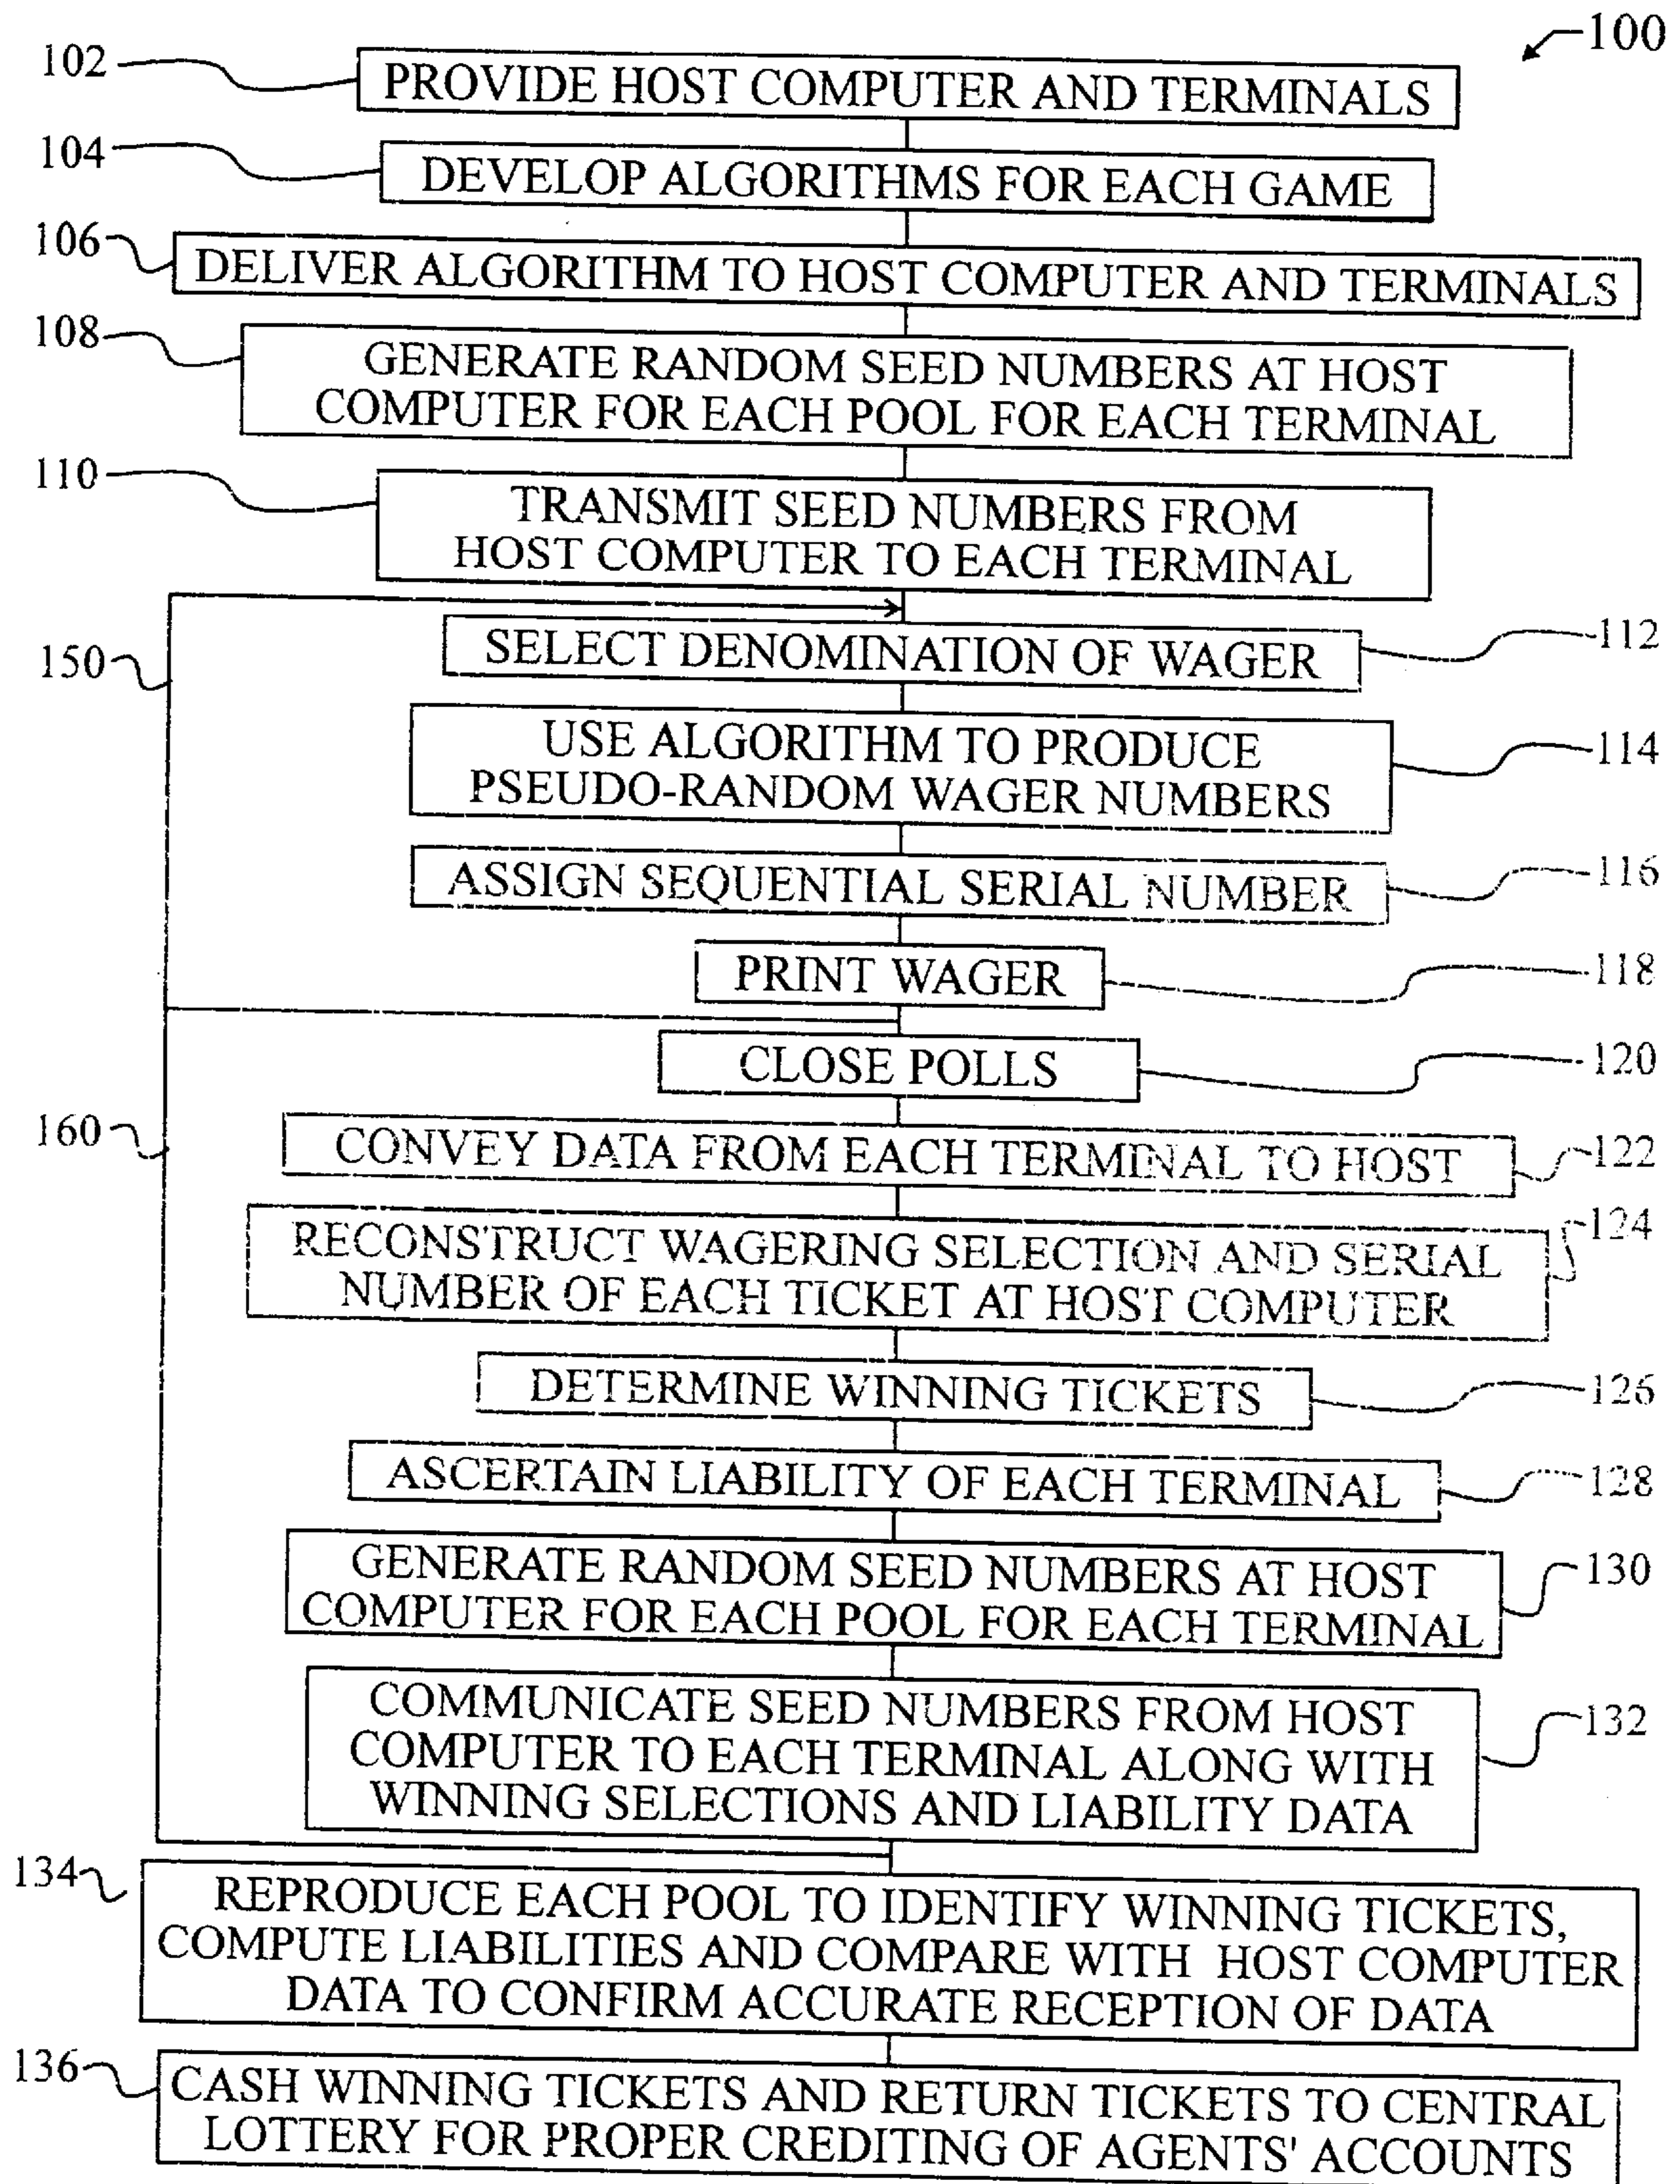 100
102
PROVIDE HOST COMPUTER AND TERMINALS
104
DEVELOP ALGORITHMS FOR EACH GAME
106
DELIVER ALGORITHM TO HOST COMPUTER AND TERMINALS
108
GENERATE RANDOM SEED NUMBERS AT HOST
COMPUTER FOR EACH POOL FOR EACH TERMINAL
110
TRANSMIT SEED NUMBERS FROM
HOST COMPUTER TO EACH TERMINAL
SELECT DENOMINATION OF WAGER
112
150
USE ALGORITHM TO PRODUCE
PSEUDO-RANDOM WAGER NUMBERS
114
ASSIGN SEQUENTIAL SERIAL NUMBER
116
PRINT WAGER
118
CLOSE POLLS
120
160
CONVEY DATA FROM EACH TERMINAL TO HOST
122
RECONSTRUCT WAGERING SELECTION AND SERIAL
NUMBER OF EACH TICKET AT HOST COMPUTER
124
DETERMINE WINNING TICKETS
126
ASCERTAIN LIABILITY OF EACH TERMINAL
128
GENERATE RANDOM SEED NUMBERS AT HOST
COMPUTER FOR EACH POOL FOR EACH TERMINAL
130
COMMUNICATE SEED NUMBERS FROM HOST
COMPUTER TO EACH TERMINAL ALONG WITH
WINNING SELECTIONS AND LIABILITY DATA
132
134
REPRODUCE EACH POOL TO IDENTIFY WINNING TICKETS,
COMPUTE LIABILITIES AND COMPARE WITH HOST COMPUTER
DATA TO CONFIRM ACCURATE RECEPTION OF DATA
136
CASH WINNING TICKETS AND RETURN TICKETS TO CENTRAL
LOTTERY FOR PROPER CREDITING OF AGENTS' ACCOUNTS